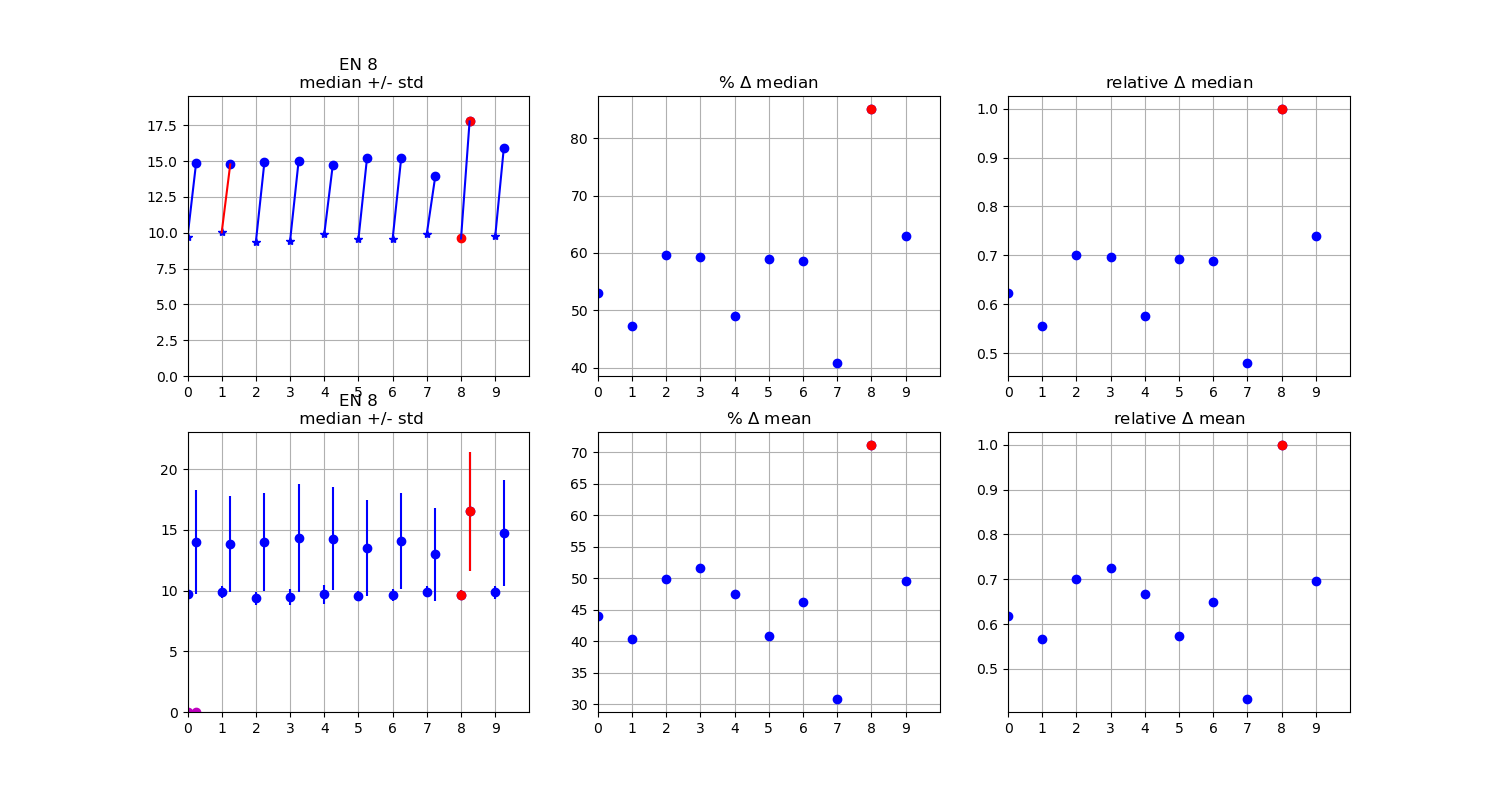 EN 8
median +/- std
17.5
15.0
12.5
10.0
7.5
5.0
2.5
0.0
0 1 2 3 4 5 6 7 8 9
% Δ median
80
70
60
50
40
0 1 2 3 4 5 6 7 8 9
relative Δ median
1.0
0.9
0.8
0.7
0.6
0.5
0 1 2 3 4 5 6 7 8 9
EN 8
median +/- std
20
15
10
5
0
0 1 2 3 4 5 6 7 8 9
% Δ mean
70
65
60
55
50
45
40
35
30
0 1 2 3 4 5 6 7 8 9
relative Δ mean
1.0
0.9
0.8
0.7
0.6
0.5
0 1 2 3 4 5 6 7 8 9